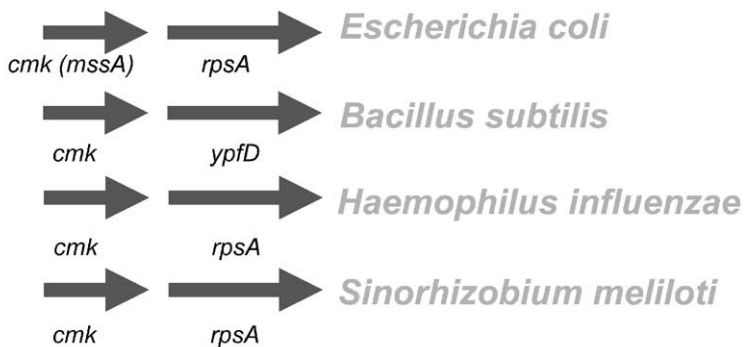 Escherichia coli
cmk (mssA) rpsA
Bacillus subtilis
cmk ypfD
Haemophilus influenzae
cmk rpsA
Sinorhizobium meliloti
cmk rpsA